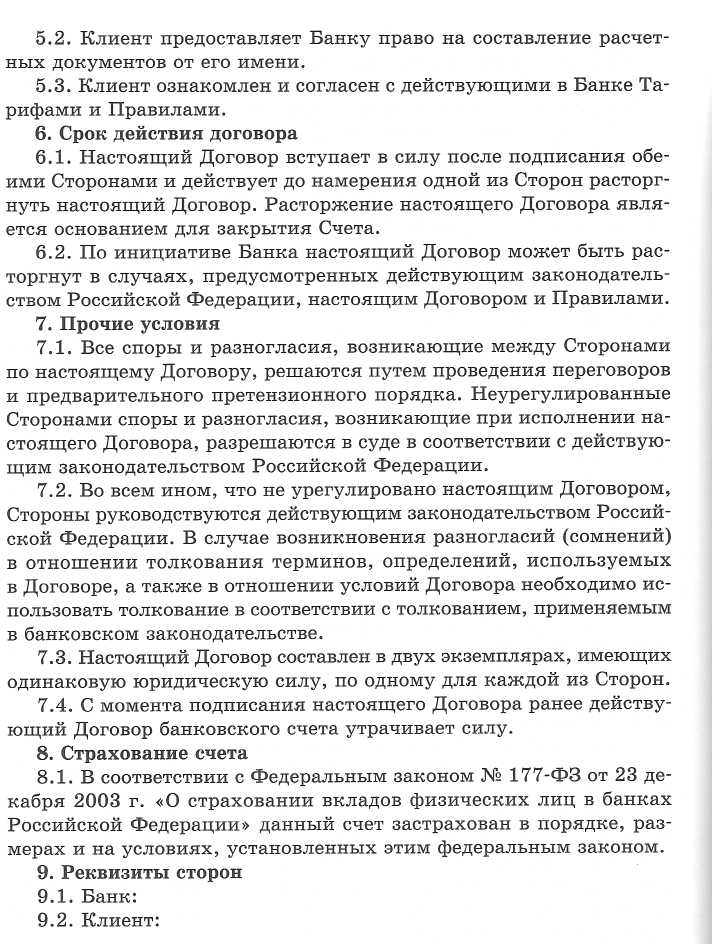 5.2. Клиент предоставляет Банку право на составление расчет-
ных документов от его имени.
5.3. Клиент ознакомлен и согласен с действующими в Банке Та-
рифами и Правилами.
6. Срок действия договора
6.1. Настоящий Договор вступает в силу после подписания обе-
ими Сторонами и действует до намерения одной из Сторон расторг-
нуть настоящий Договор. Расторжение настоящего Договора явля-
ется основанием для закрытия Счета.
6.2. По инициативе Банка настоящий Договор может быть рас-
торгнут в случаях, предусмотренных действующим законодатель-
ством Российской Федерации, настоящим Договором и Правилами.
7. Прочие условия
7.1. Все споры и разногласия, возникающие между Сторонами
по настоящему Договору, решаются путем проведения переговоров
и предварительного претензионного порядка. Неурегулированные
Сторонами споры и разногласия, возникающие при исполнении на-
стоящего Договора, разрешаются в суде в соответствии с действую-
щим законодательством Российской Федерации.
7.2. Во всем ином, что не урегулировано настоящим Договором,
Стороны руководствуются действующим законодательством Россий-
ской Федерации. В случае возникновения разногласий (сомнений)
в отношении толкования терминов, определений, используемых
в Договоре, а также в отношении условий Договора необходимо ис-
пользовать толкование в соответствии с толкованием, применяемым
в банковском законодательстве.
7.3. Настоящий Договор составлен в двух экземплярах, имеющих
одинаковую юридическую силу, по одному для каждой из Сторон.
7.4. С момента подписания настоящего Договора ранее действу-
ющий Договор банковского счета утрачивает силу.
8. Страхование счета
8.1. В соответствии с Федеральным законом № 177-ФЗ от 23 де-
кабря 2003 г. «О страховании вкладов физических лиц в банках
Российской Федерации» данный счет застрахован в порядке, раз-
мерах и на условиях, установленных этим федеральным законом.
9. Реквизиты сторон
9.1. Банк:
9.2. Клиент: